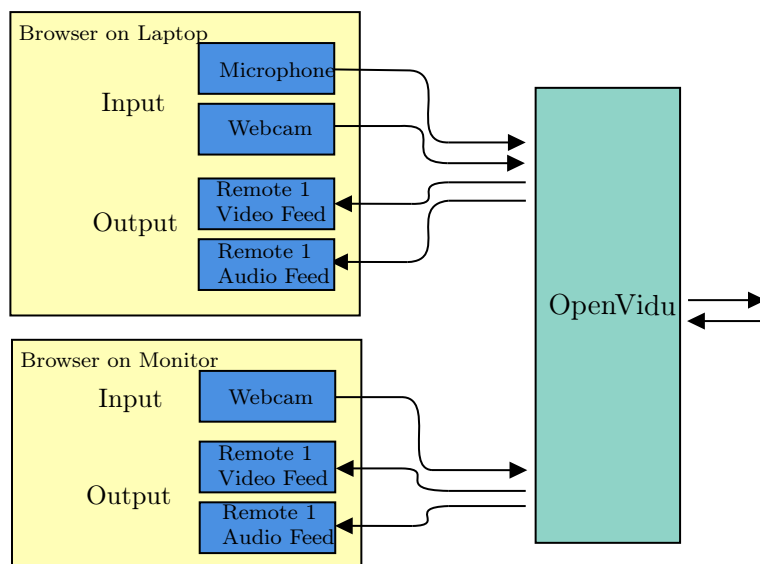 Browser on Laptop
Microphone
Input
Webcam
Remote 1
Video Feed
Output
Remote 1
Audio Feed
OpenVidu
Browser on Monitor
Input
Webcam
Remote 1
Video Feed
Output
Remote 1
Audio Feed